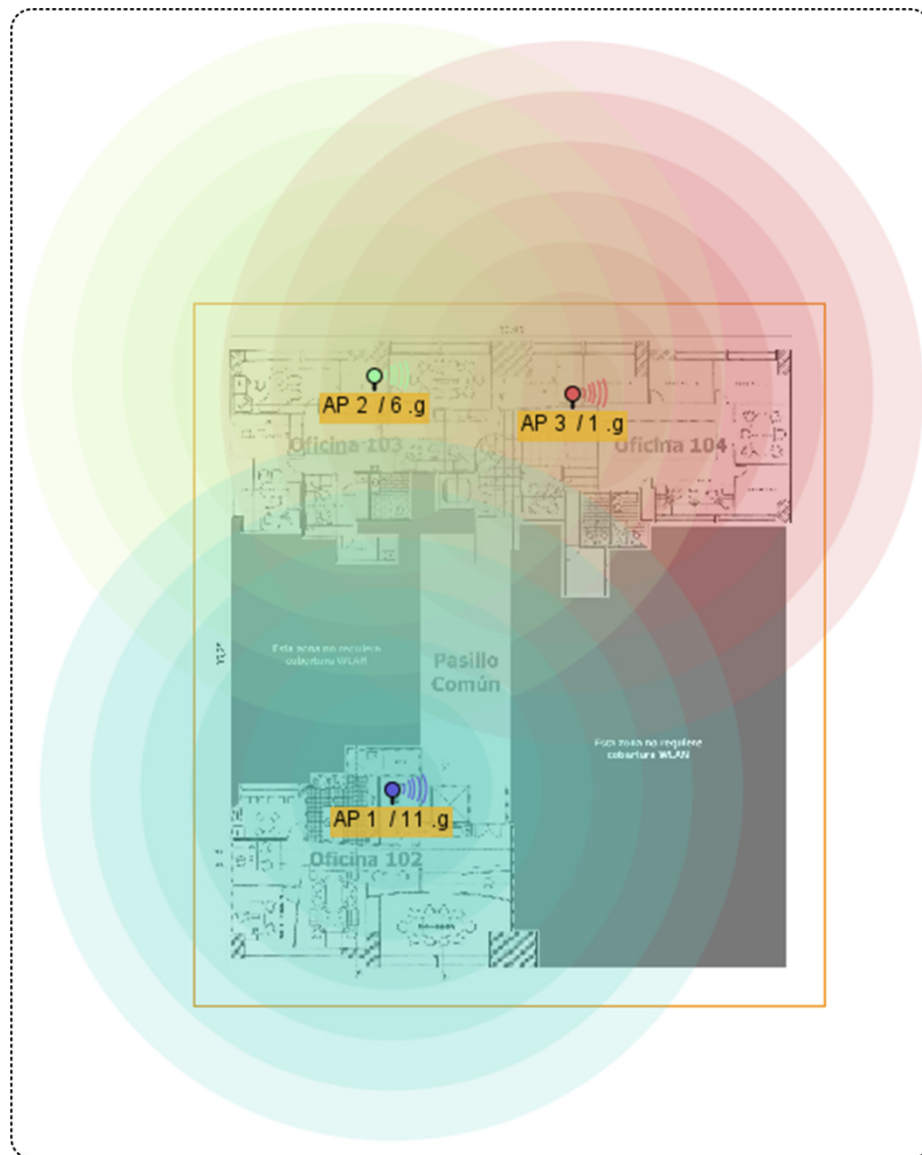 AP 2 / 6 .g
AP 3 / 1 .g
Oficina 103
Oficina 104
Esta zona no requiere
cobertura WLAN
Pasillo
Común
Esta zona no requiere
cobertura WLAN
AP 1 / 11 .g
Oficina 102